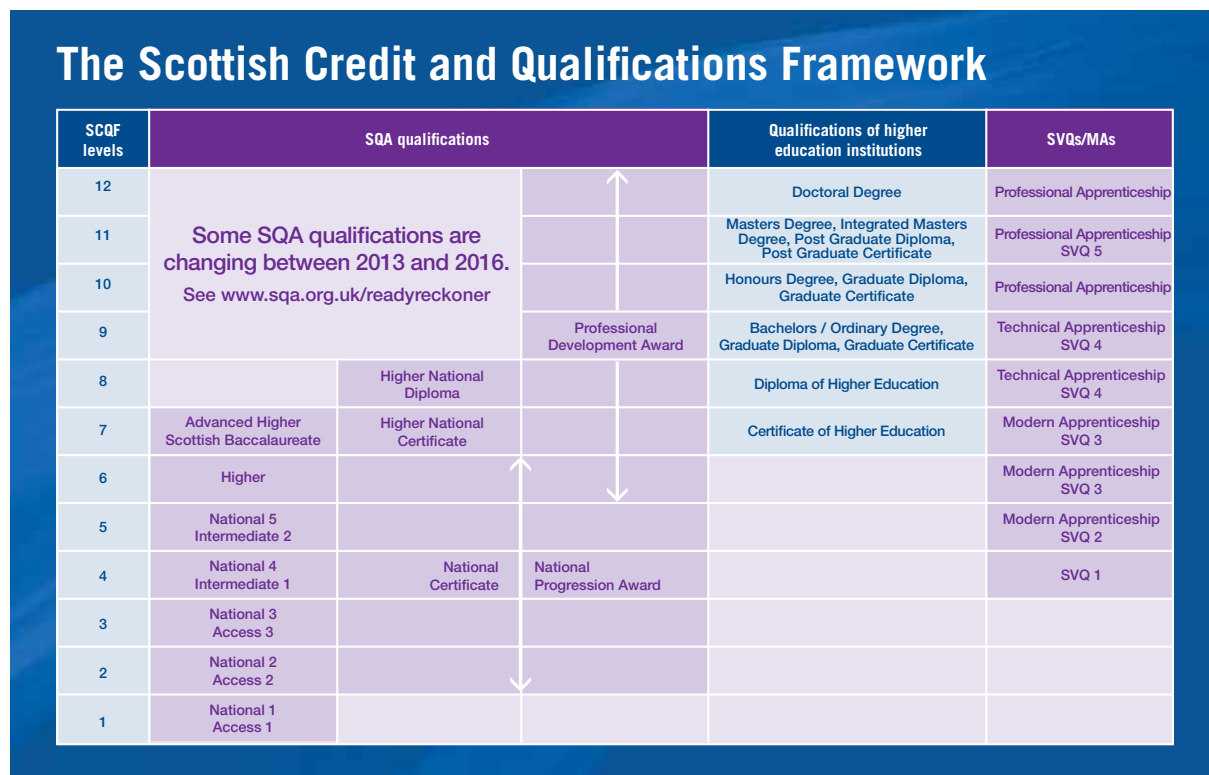 The Scottish Credit and Qualifications Framework
SCQF
levels
SQA qualifications
Qualifications of higher
education institutions
SVQs/MAs
12
Some SQA qualifications are
changing between 2013 and 2016.
See www.sqa.org.uk/readyreckoner
Doctoral Degree
Professional Apprenticeship
11
Masters Degree, Integrated Masters
Degree, Post Graduate Diploma,
Post Graduate Certificate
Professional Apprenticeship
SVQ 5
10
Honours Degree, Graduate Diploma,
Graduate Certificate
Professional Apprenticeship
9
Professional
Development Award
Bachelors / Ordinary Degree,
Graduate Diploma, Graduate Certificate
Technical Apprenticeship
SVQ 4
8
Higher National
Diploma
Diploma of Higher Education
Technical Apprenticeship
SVQ 4
7
Advanced Higher
Scottish Baccalaureate
Higher National
Certificate
Certificate of Higher Education
Modern Apprenticeship
SVQ 3
6
Higher
Modern Apprenticeship
SVQ 3
5
National 5
Intermediate 2
Modern Apprenticeship
SVQ 2
4
National 4
Intermediate 1
National
Certificate
National
Progression Award
SVQ 1
3
National 3
Access 3
2
National 2
Access 2
1
National 1
Access 1